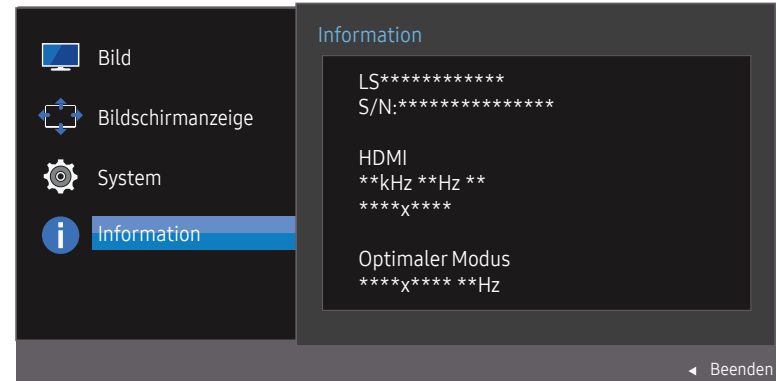 Bild
Bildschirmanzeige
System
Information
Information
LS************
S/N:***************
HDMI
**kHz **Hz **
****x****
Optimaler Modus
****x**** **Hz
◄ Beenden